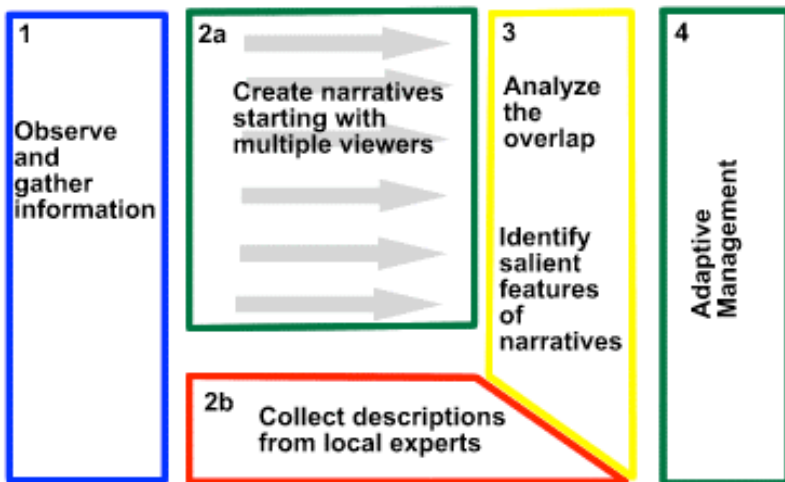 1
Observe
and
gather
information
2a
Create narratives
starting with
multiple viewers
2b
Collect descriptions
from local experts
3
Analyze
the
overlap
Identify
salient
features
of
narratives
4
Adaptive
Management